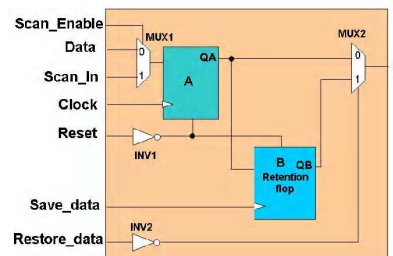 Scan_Enable
MUX1
MUX2
Data
0
QA
0
Scan_In
1
A
1
Clock
Reset
INV1
B
QB
Retention
flop
Save_data
INV2
Restore_data